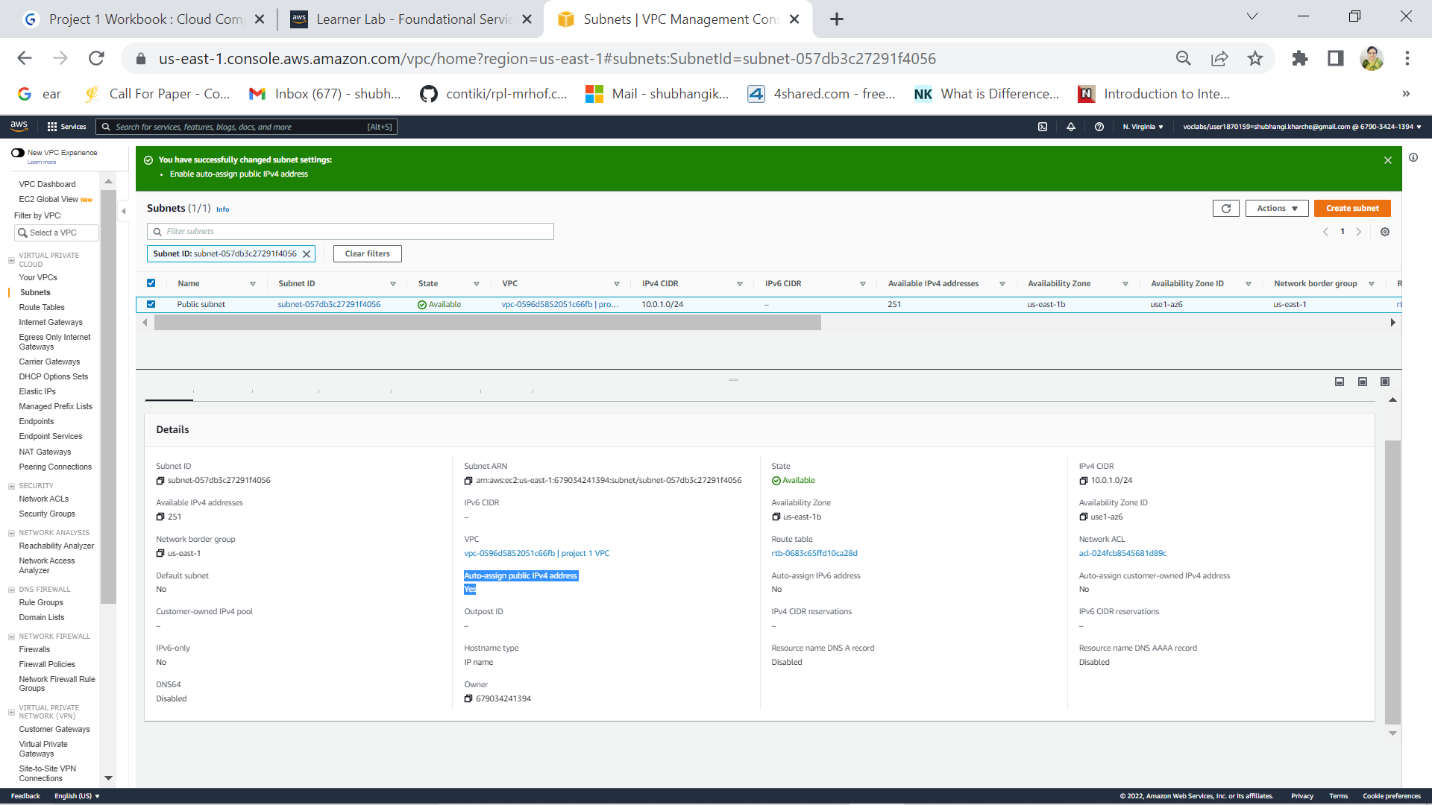 Project 1 Workbook : Cloud Com
Learner Lab - Foundational Servic
Subnets | VPC Management Con
us-east-1.console.aws.amazon.com/vpc/home?region=us-east-1#subnets:SubnetId=subnet-057db3c27291f4056
ear
Call For Paper - Co...
Inbox (677) - shubh...
contiki/rpl-mrhof.c...
Mail - shubhangik...
4shared.com - free...
What is Difference...
Introduction to Inte...
aws
Services
Search for services, features, blogs, docs, and more
[Alt+S]
N. Virginia
voclabs/user1870159=shubhangi.kharche@gmail.com @ 6790-3424-1394
New VPC Experience
Learn more
VPC Dashboard
EC2 Global View New
Filter by VPC:
Select a VPC
VIRTUAL PRIVATE
CLOUD
Your VPCs
Subnets
Route Tables
Internet Gateways
Egress Only Internet
Gateways
Carrier Gateways
DHCP Options Sets
Elastic IPs
Managed Prefix Lists
Endpoints
Endpoint Services
NAT Gateways
Peering Connections
SECURITY
Network ACLs
Security Groups
NETWORK ANALYSIS
Reachability Analyzer
Network Access
Analyzer
DNS FIREWALL
Rule Groups
Domain Lists
NETWORK FIREWALL
Firewalls
Firewall Policies
Network Firewall Rule
Groups
VIRTUAL PRIVATE
NETWORK (VPN)
Customer Gateways
Virtual Private
Gateways
Site-to-Site VPN
Connections
You have successfully changed subnet settings:
• Enable auto-assign public IPv4 address
Subnets (1/1) Info
Actions
Create subnet
Filter subnets
1
Subnet ID: subnet-057db3c27291f4056
Clear filters
Name
Subnet ID
State
VPC
IPv4 CIDR
IPv6 CIDR
Available IPv4 addresses
Availability Zone
Availability Zone ID
Network border group
R
Public subnet
subnet-057db3c27291f4056
Available
vpc-0596d5852051c66fb | pro...
10.0.1.0/24
–
251
us-east-1b
use1-az6
us-east-1
rt
Details
Subnet ID
subnet-057db3c27291f4056
Subnet ARN
arn:aws:ec2:us-east-1:679034241394:subnet/subnet-057db3c27291f4056
State
Available
IPv4 CIDR
10.0.1.0/24
Available IPv4 addresses
251
IPv6 CIDR
–
Availability Zone
us-east-1b
Availability Zone ID
use1-az6
Network border group
us-east-1
VPC
vpc-0596d5852051c66fb | project 1 VPC
Route table
rtb-0683c65ffd10ca28d
Network ACL
acl-024fcb8545681d89c
Default subnet
No
Auto-assign public IPv4 address
Yes
Auto-assign IPv6 address
No
Auto-assign customer-owned IPv4 address
No
Customer-owned IPv4 pool
–
Outpost ID
–
IPv4 CIDR reservations
–
IPv6 CIDR reservations
–
IPv6-only
No
Hostname type
IP name
Resource name DNS A record
Disabled
Resource name DNS AAAA record
Disabled
DNS64
Disabled
Owner
679034241394
Feedback
English (US)
© 2022, Amazon Web Services, Inc. or its affiliates.
Privacy
Terms
Cookie preferences